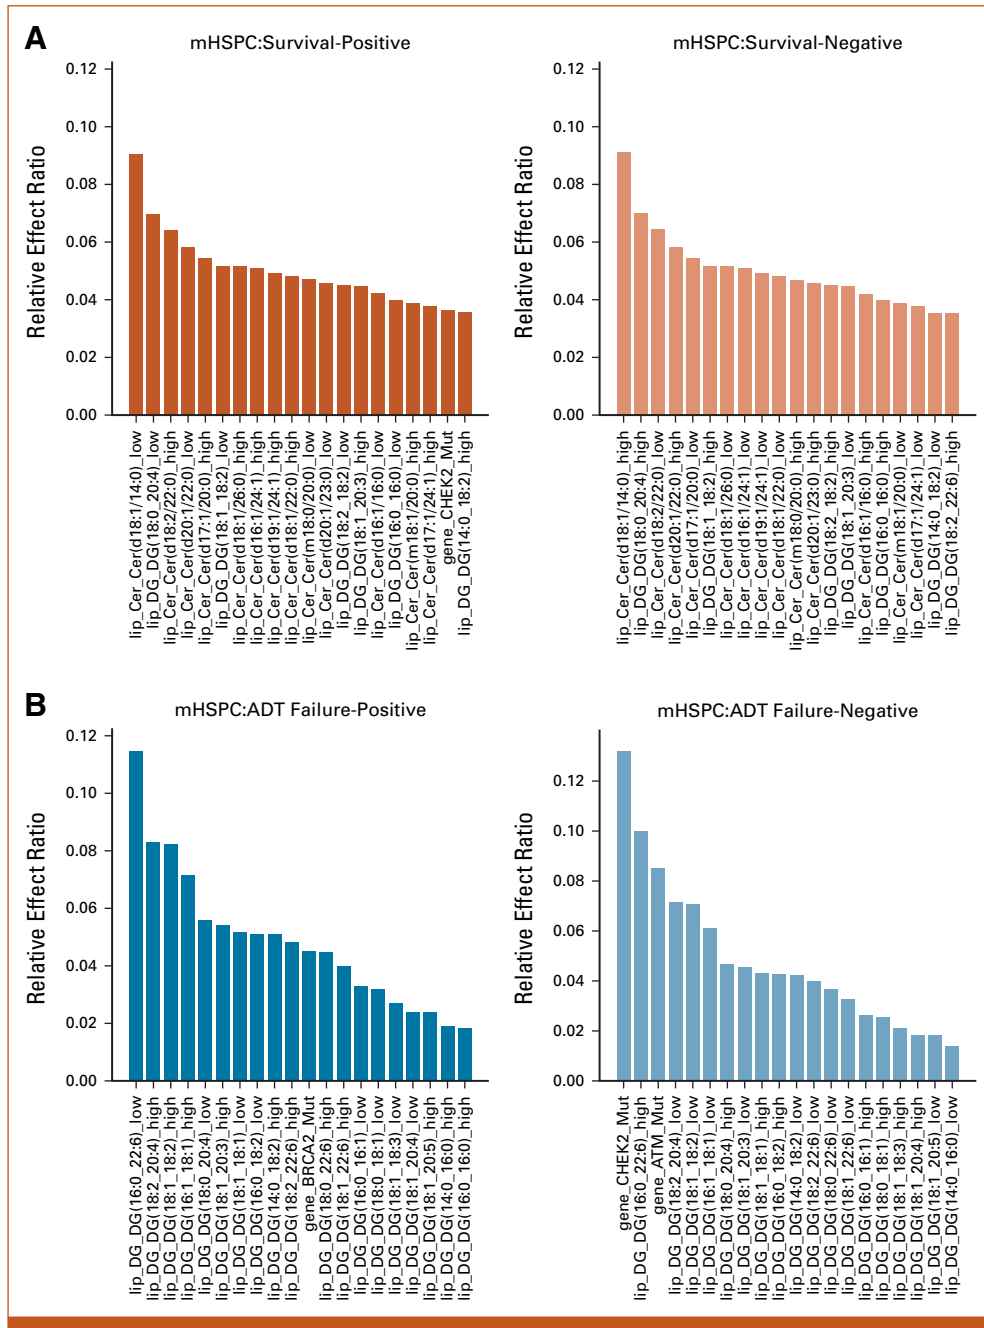 A
mHSPC:Survival-Positive
Relative Effect Ratio
0.12
0.10
0.08
0.06
0.04
0.02
0.00
lip_Cer_Cer(d18:1/14:0)_low
lip_DG_DG(18:0_20:4)_low
lip_Cer_Cer(d18:2/22:0)_high
lip_Cer_Cer(d20:1/22:0)_low
lip_Cer_Cer(d17:1/20:0)_high
lip_DG_DG(18:1_18:2)_low
lip_Cer_Cer(d18:1/26:0)_high
lip_Cer_Cer(d16:1/24:1)_high
lip_Cer_Cer(d19:1/24:1)_high
lip_Cer_Cer(d18:1/22:0)_high
lip_Cer_Cer(m18:0/20:0)_low
lip_Cer_Cer(d20:1/23:0)_low
lip_DG_DG(18:2_18:2)_low
lip_DG_DG(18:1_20:3)_high
lip_Cer_Cer(d16:1/16:0)_low
lip_DG_DG(16:0_16:0)_low
lip_Cer_Cer(m18:1/20:0)_high
lip_Cer_Cer(d17:1/24:1)_high
gene_CHEK2_Mut
lip_DG_DG(14:0_18:2)_high
mHSPC:Survival-Negative
Relative Effect Ratio
0.12
0.10
0.08
0.06
0.04
0.02
0.00
lip_Cer_Cer(d18:1/14:0)_high
lip_DG_DG(18:0_20:4)_high
lip_Cer_Cer(d18:2/22:0)_low
lip_Cer_Cer(d20:1/22:0)_high
lip_Cer_Cer(d17:1/20:0)_low
lip_DG_DG(18:1_18:2)_high
lip_Cer_Cer(d18:1/26:0)_low
lip_Cer_Cer(d16:1/24:1)_low
lip_Cer_Cer(d19:1/24:1)_low
lip_Cer_Cer(d18:1/22:0)_low
lip_Cer_Cer(m18:0/20:0)_high
lip_Cer_Cer(d20:1/23:0)_high
lip_DG_DG(18:2_18:2)_high
lip_DG_DG(18:1_20:3)_low
lip_Cer_Cer(d16:1/16:0)_high
lip_DG_DG(16:0_16:0)_high
lip_Cer_Cer(m18:1/20:0)_low
lip_Cer_Cer(d17:1/24:1)_low
lip_DG_DG(14:0_18:2)_low
lip_DG_DG(18:2_22:6)_high
B
mHSPC:ADT Failure-Positive
Relative Effect Ratio
0.12
0.10
0.08
0.06
0.04
0.02
0.00
lip_DG_DG(16:0_22:6)_low
lip_DG_DG(18:2_20:4)_high
lip_DG_DG(18:1_18:2)_high
lip_DG_DG(16:1_18:1)_high
lip_DG_DG(18:0_20:4)_low
lip_DG_DG(18:1_20:3)_high
lip_DG_DG(18:1_18:1)_low
lip_DG_DG(16:0_18:2)_low
lip_DG_DG(14:0_18:2)_high
lip_DG_DG(18:2_22:6)_high
gene_BRCA2_Mut
lip_DG_DG(18:0_22:6)_high
lip_DG_DG(18:1_22:6)_high
lip_DG_DG(16:0_16:1)_low
lip_DG_DG(18:0_18:1)_low
lip_DG_DG(18:1_18:3)_low
lip_DG_DG(18:1_20:4)_low
lip_DG_DG(18:1_20:5)_high
lip_DG_DG(14:0_16:0)_high
lip_DG_DG(16:0_16:0)_high
mHSPC:ADT Failure-Negative
Relative Effect Ratio
0.12
0.10
0.08
0.06
0.04
0.02
0.00
gene_CHEK2_Mut
lip_DG_DG(16:0_22:6)_high
gene_ATM_Mut
lip_DG_DG(18:2_20:4)_low
lip_DG_DG(18:1_18:2)_low
lip_DG_DG(16:1_18:1)_low
lip_DG_DG(18:0_20:4)_high
lip_DG_DG(18:1_20:3)_low
lip_DG_DG(18:1_18:1)_high
lip_DG_DG(16:0_18:2)_high
lip_DG_DG(14:0_18:2)_low
lip_DG_DG(18:2_22:6)_low
lip_DG_DG(18:0_22:6)_low
lip_DG_DG(18:1_22:6)_low
lip_DG_DG(16:0_16:1)_high
lip_DG_DG(18:0_18:1)_high
lip_DG_DG(18:1_18:3)_high
lip_DG_DG(18:1_20:4)_high
lip_DG_DG(18:1_20:5)_low
lip_DG_DG(14:0_16:0)_low